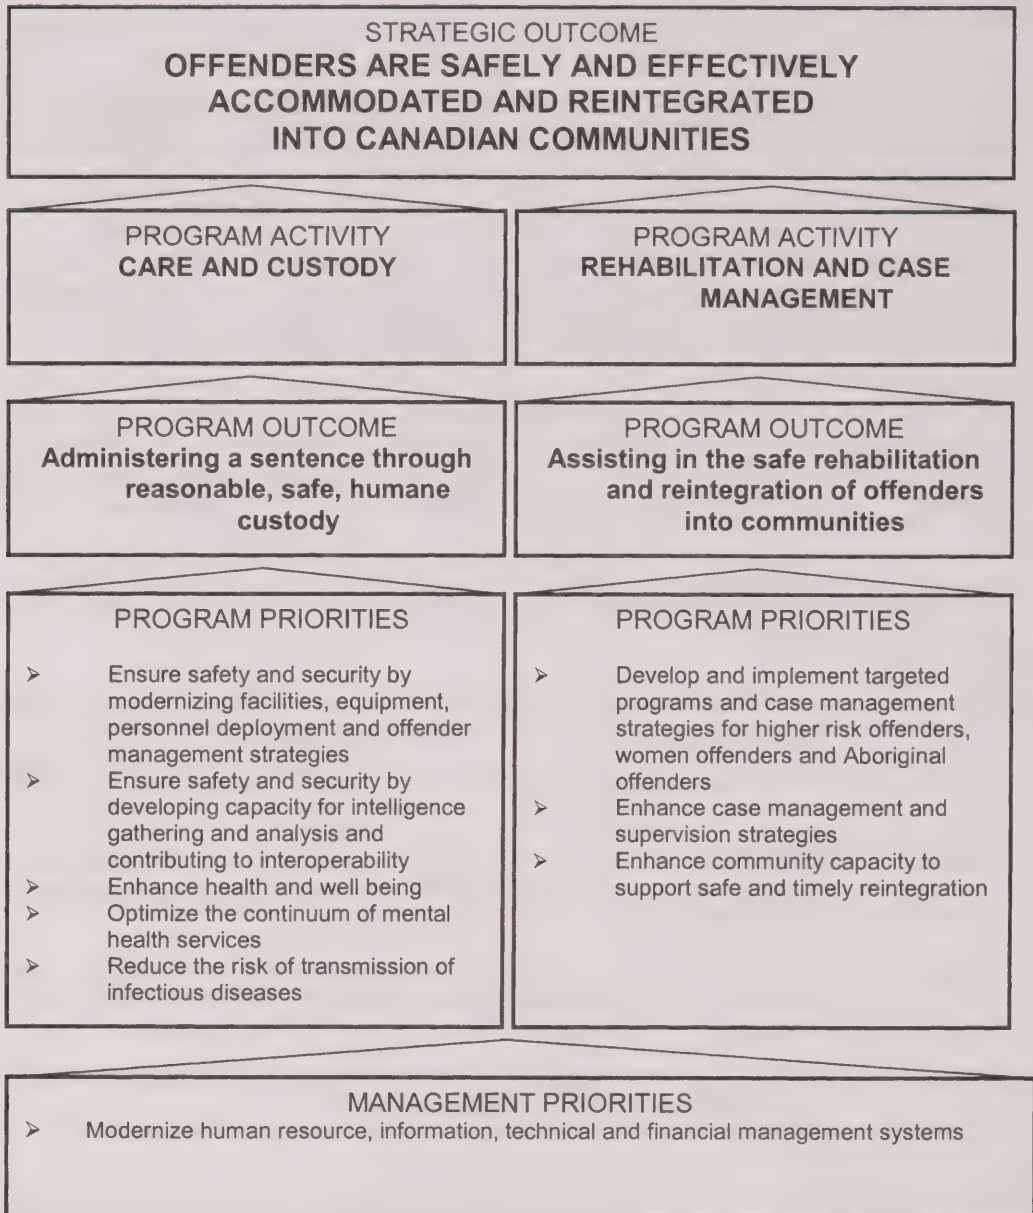 STRATEGIC OUTCOME
OFFENDERS ARE SAFELY AND EFFECTIVELY
ACCOMMODATED AND REINTEGRATED
INTO CANADIAN COMMUNITIES
PROGRAM ACTIVITY
CARE AND CUSTODY
PROGRAM ACTIVITY
REHABILITATION AND CASE
MANAGEMENT
PROGRAM OUTCOME
Administering a sentence through
reasonable, safe, humane
custody
PROGRAM OUTCOME
Assisting in the safe rehabilitation
and reintegration of offenders
into communities
PROGRAM PRIORITIES
➢ Ensure safety and security by
modernizing facilities, equipment,
personnel deployment and offender
management strategies
➢ Ensure safety and security by
developing capacity for intelligence
gathering and analysis and
contributing to interoperability
➢ Enhance health and well being
➢ Optimize the continuum of mental
health services
➢ Reduce the risk of transmission of
infectious diseases
PROGRAM PRIORITIES
➢ Develop and implement targeted
programs and case management
strategies for higher risk offenders,
women offenders and Aboriginal
offenders
➢ Enhance case management and
supervision strategies
➢ Enhance community capacity to
support safe and timely reintegration
MANAGEMENT PRIORITIES
➢ Modernize human resource, information, technical and financial management systems